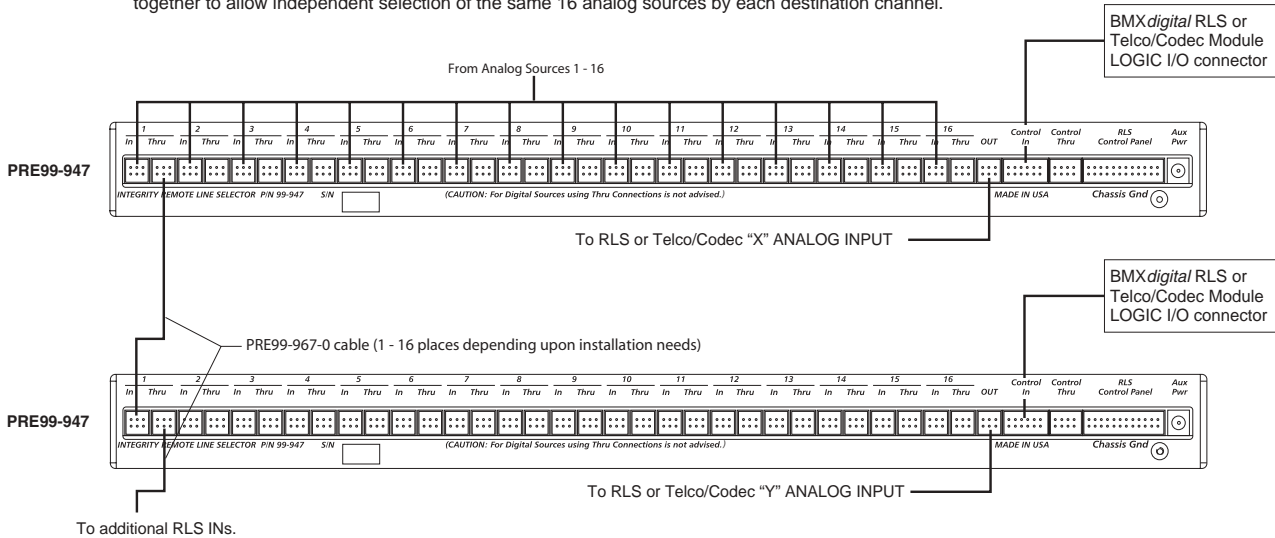 together to allow independent selection of the same 16 analog sources by each destination channel.
BMXdigital RLS or
Telco/Codec Module
LOGIC I/O connector
From Analog Sources 1 - 16
1 2 3 4 5 6 7 8 9 10 11 12 13 14 15 16 Control Control RLS Aux
In Thru In Thru In Thru In Thru In Thru In Thru In Thru In Thru In Thru In Thru In Thru In Thru In Thru In Thru In Thru In Thru OUT In Thru Control Panel Pwr
PRE99-947
INTEGRITY REMOTE LINE SELECTOR P/N 99-947 S/N (CAUTION: For Digital Sources using Thru Connections is not advised.) MADE IN USA Chassis Gnd
To RLS or Telco/Codec “X” ANALOG INPUT
BMXdigital RLS or
Telco/Codec Module
LOGIC I/O connector
PRE99-967-0 cable (1 - 16 places depending upon installation needs)
1 2 3 4 5 6 7 8 9 10 11 12 13 14 15 16 Control Control RLS Aux
In Thru In Thru In Thru In Thru In Thru In Thru In Thru In Thru In Thru In Thru In Thru In Thru In Thru In Thru In Thru In Thru OUT In Thru Control Panel Pwr
PRE99-947
INTEGRITY REMOTE LINE SELECTOR P/N 99-947 S/N (CAUTION: For Digital Sources using Thru Connections is not advised.) MADE IN USA Chassis Gnd
To RLS or Telco/Codec “Y” ANALOG INPUT
To additional RLS INs.